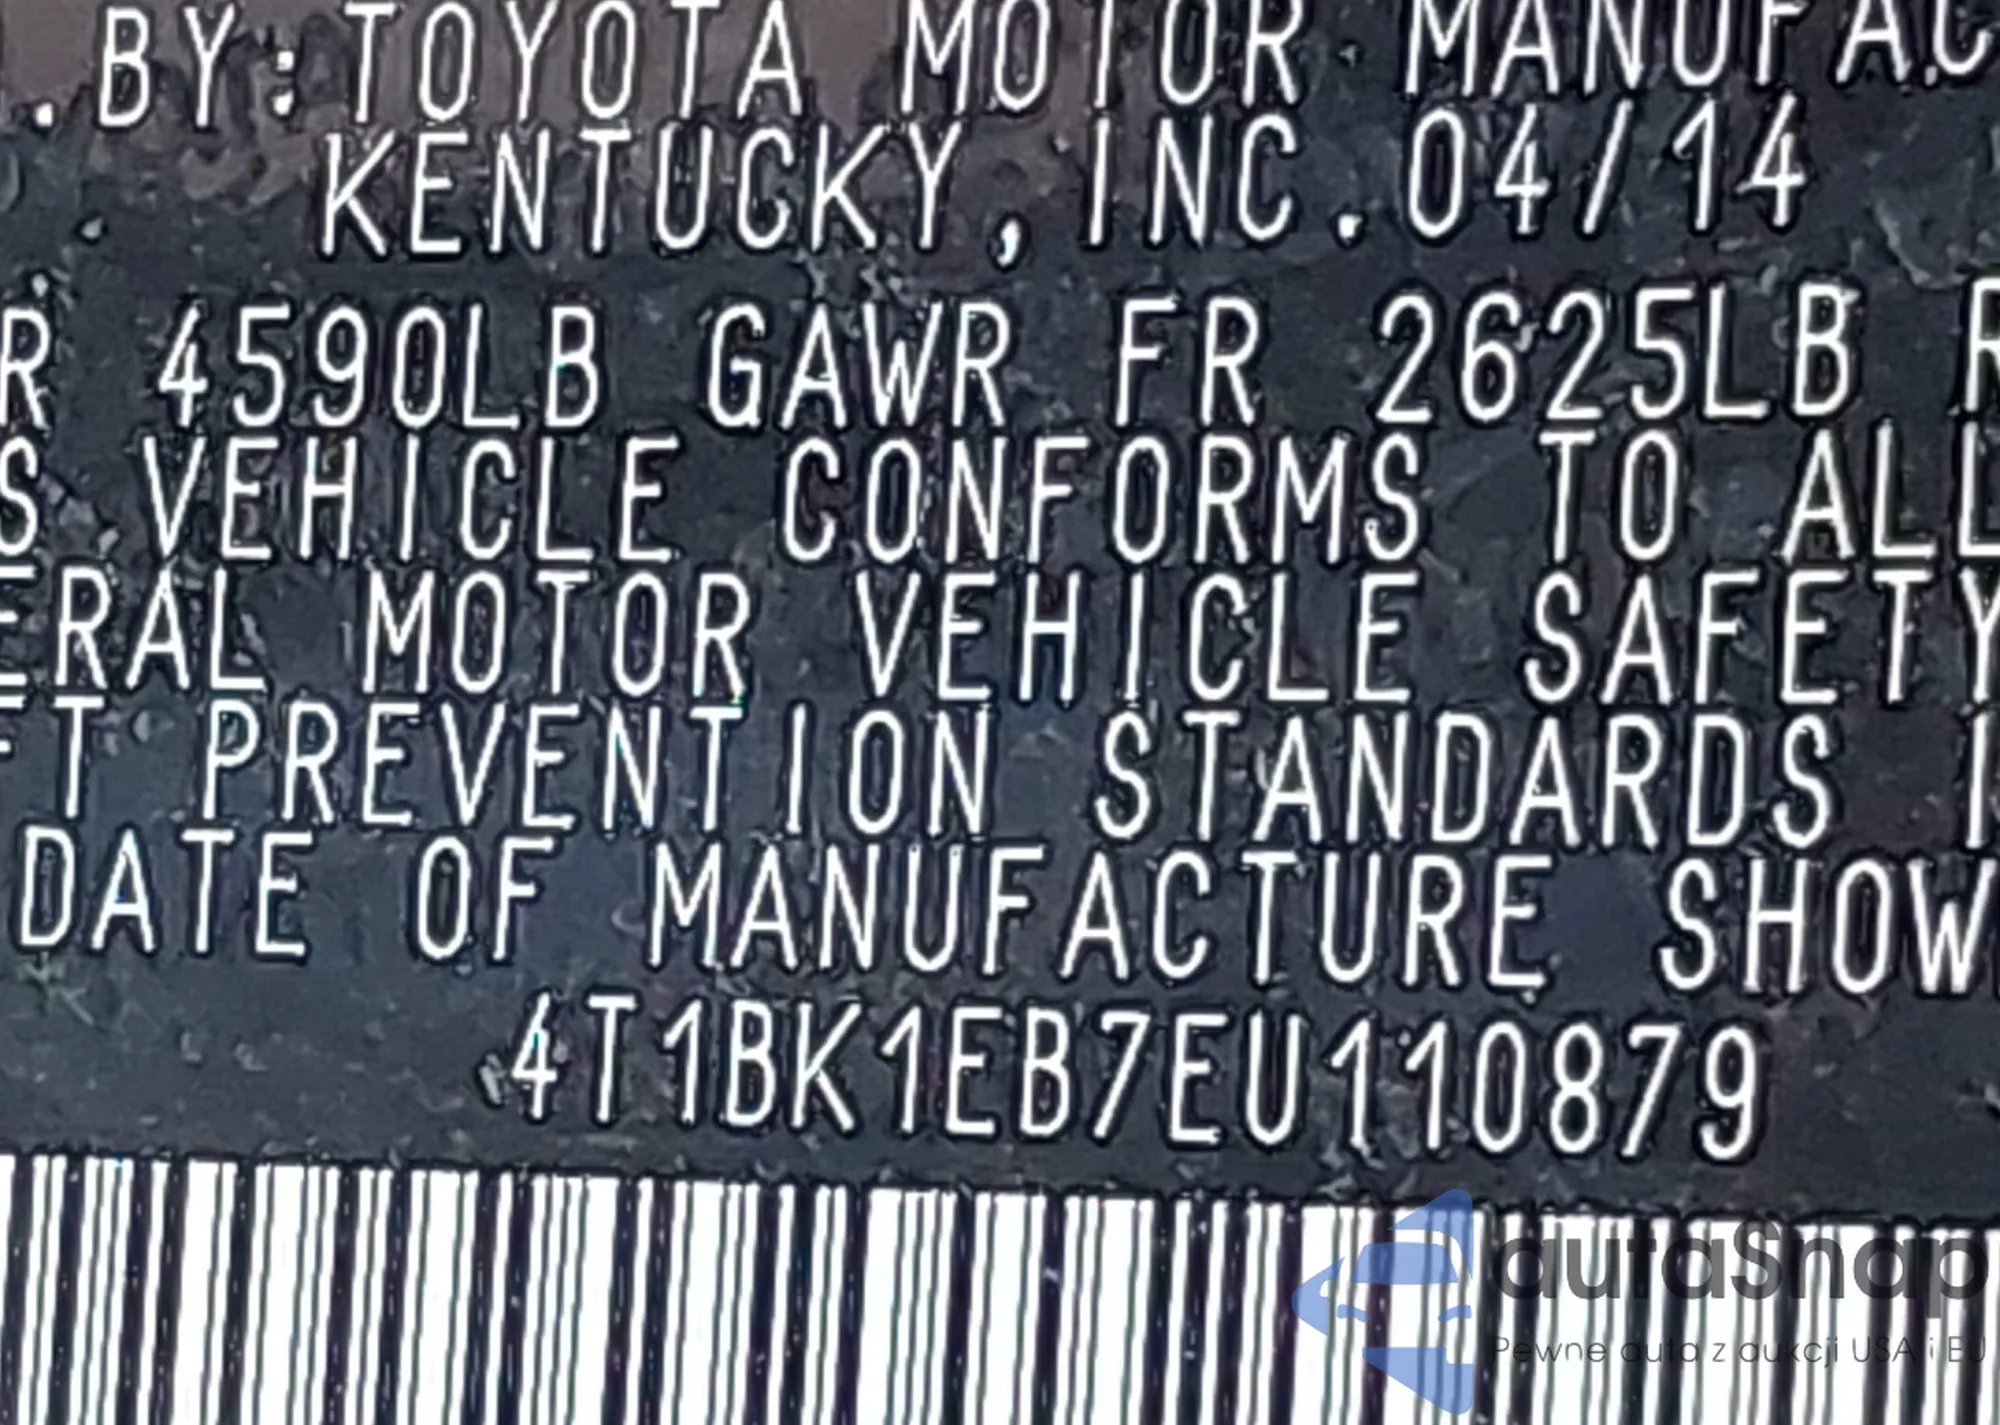 . BY: TOYOTA MOTOR MANUFAC
KENTUCKY, INC. 04/14
R 4590LB GAWR FR 2625LB R
S VEHICLE CONFORMS TO ALL
ERAL MOTOR VEHICLE SAFETY
FT PREVENTION STANDARDS I
DATE OF MANUFACTURE SHOW
4T1BK1EB7EU110879
autaSnap
Pewne auta z aukcji USA i EU